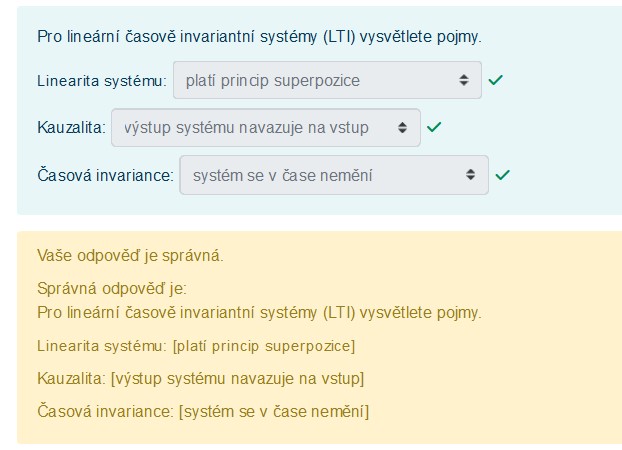 Pro lineární časově invariantní systémy (LTI) vysvětlete pojmy.
Linearita systému: platí princip superpozice
Kauzalita: výstup systému navazuje na vstup
Časová invariance: systém se v čase nemění
Vaše odpověď je správná.
Správná odpověď je:
Pro lineární časově invariantní systémy (LTI) vysvětlete pojmy.
Linearita systému: [platí princip superpozice]
Kauzalita: [výstup systému navazuje na vstup]
Časová invariance: [systém se v čase nemění]